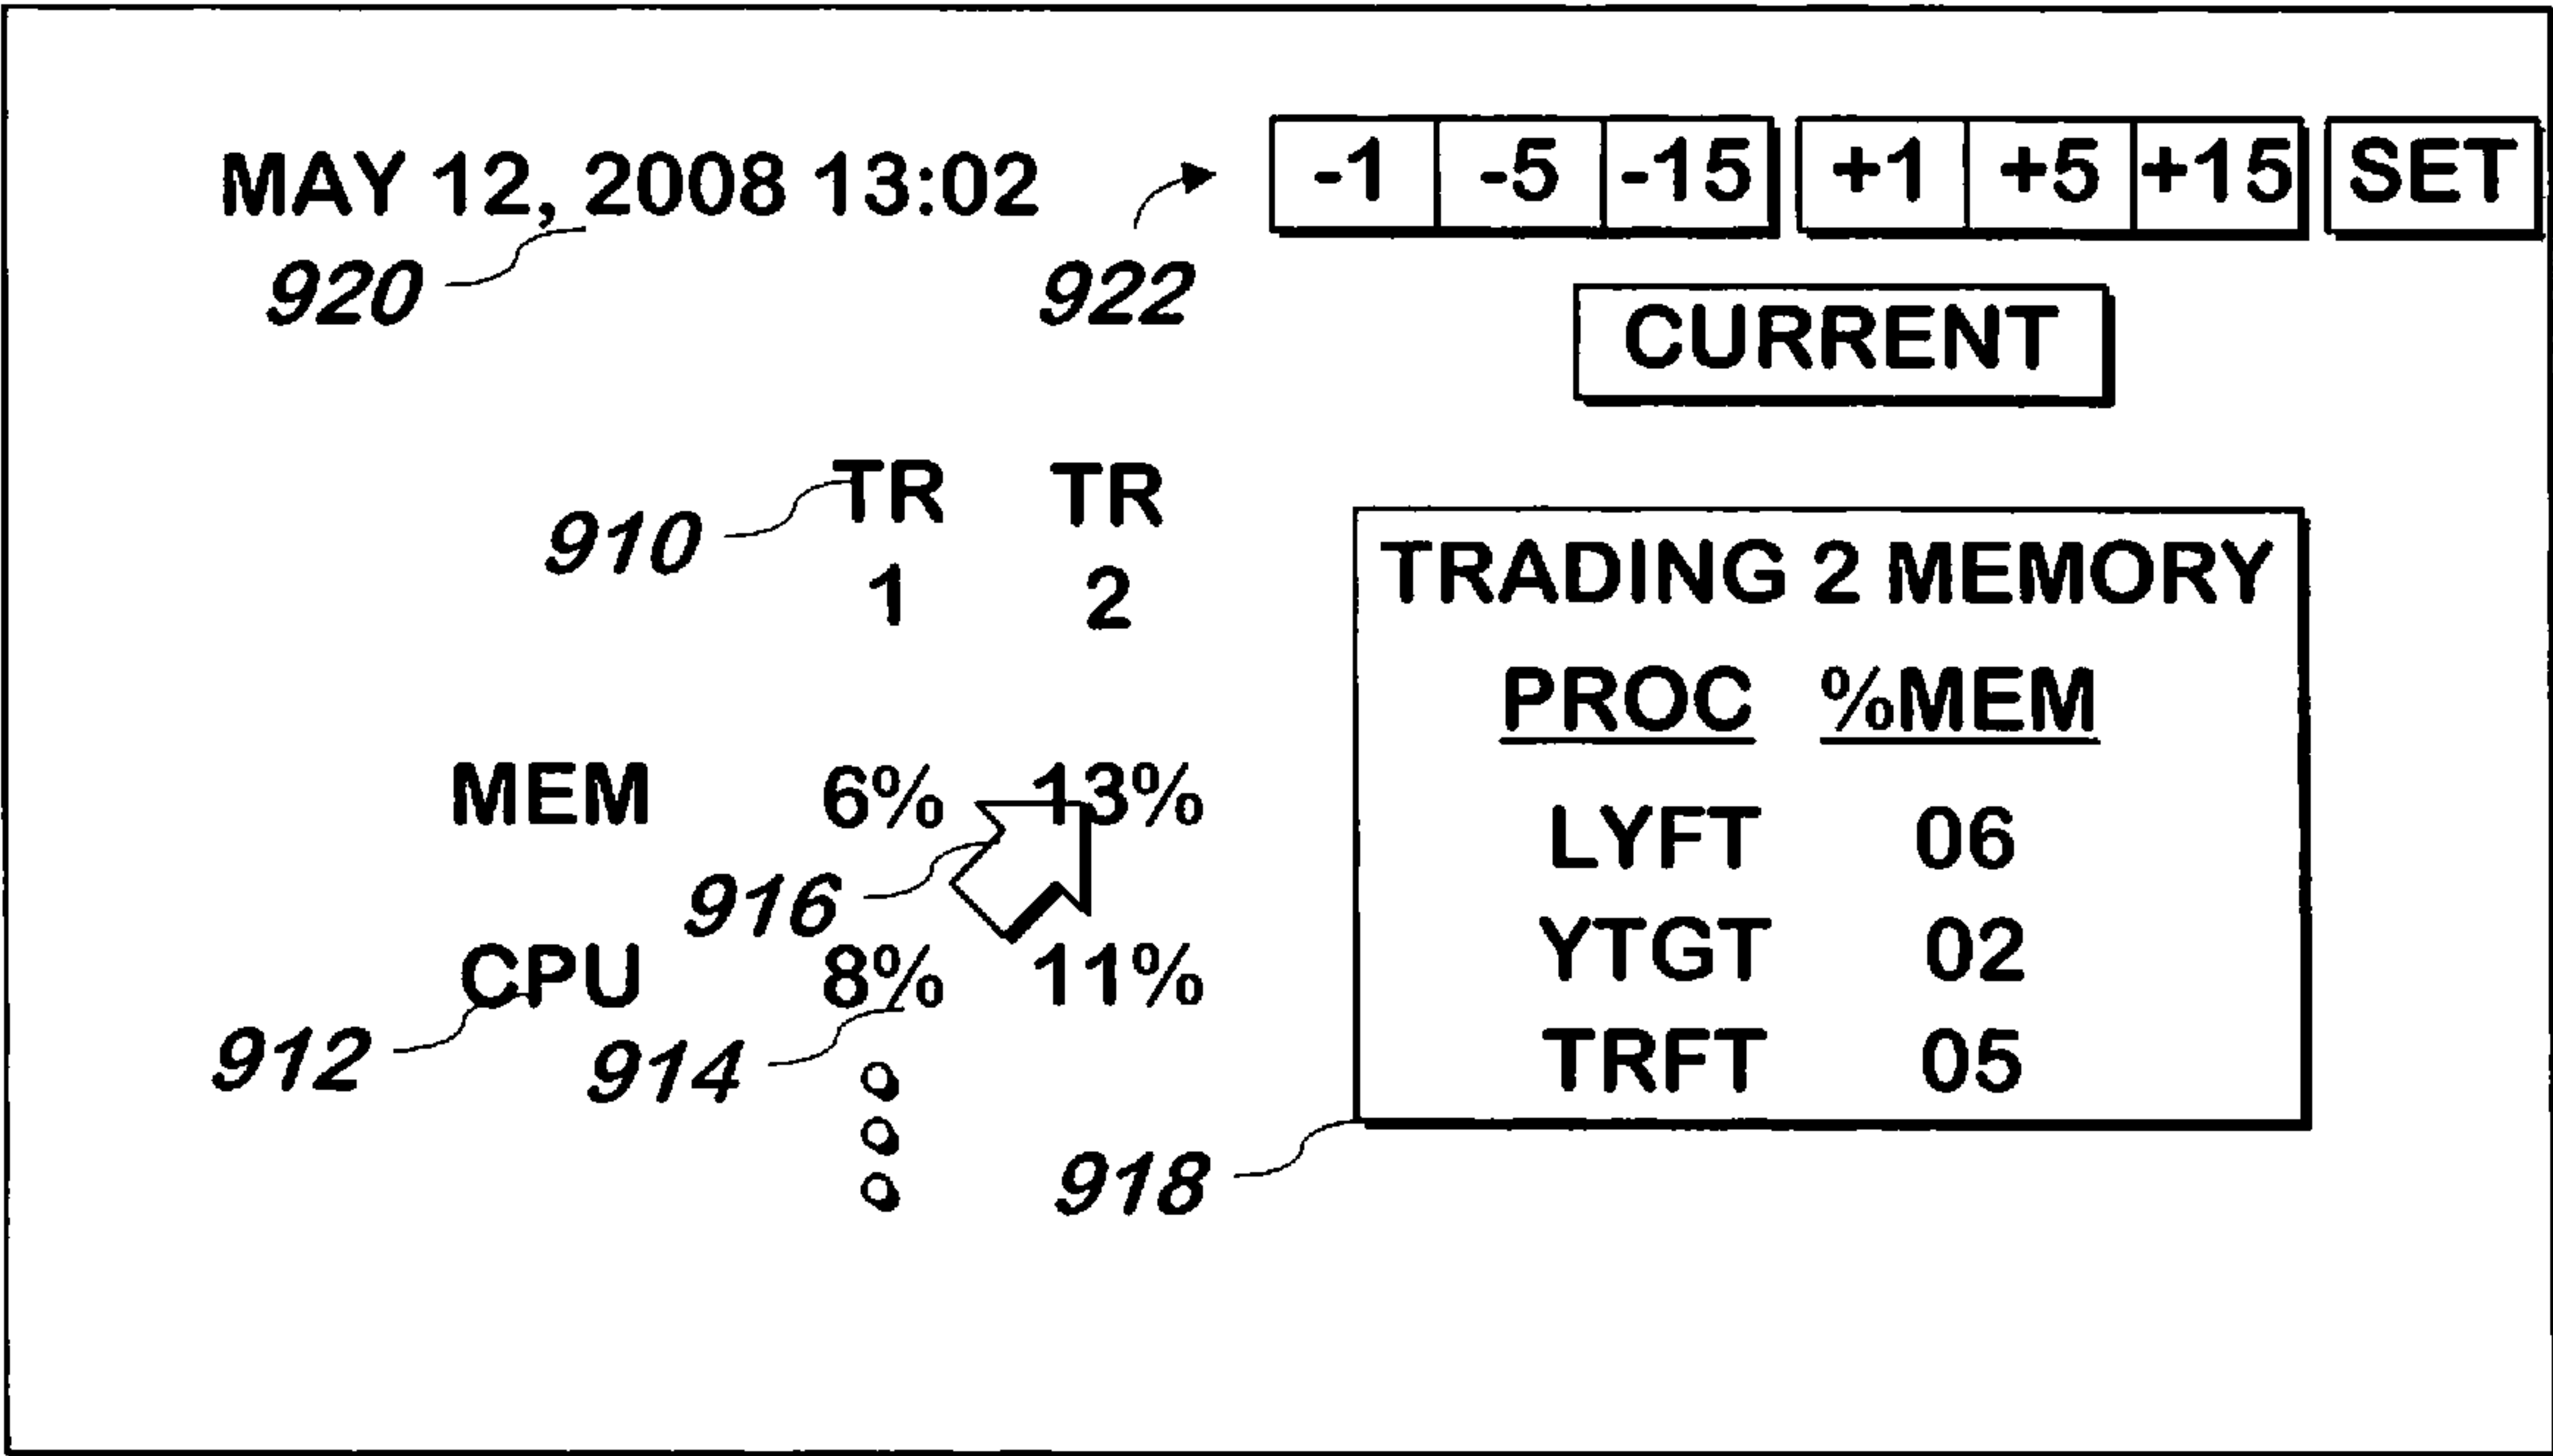 MAY 12, 2008 13:02
-1 -5 -15 +1 +5 +15 SET
920
922
CURRENT
TR TR
910
1 2
TRADING 2 MEMORY
PROC %MEM
MEM 6% 13%
LYFT 06
916
CPU 8% 11%
YTGT 02
912
914
TRFT 05
918